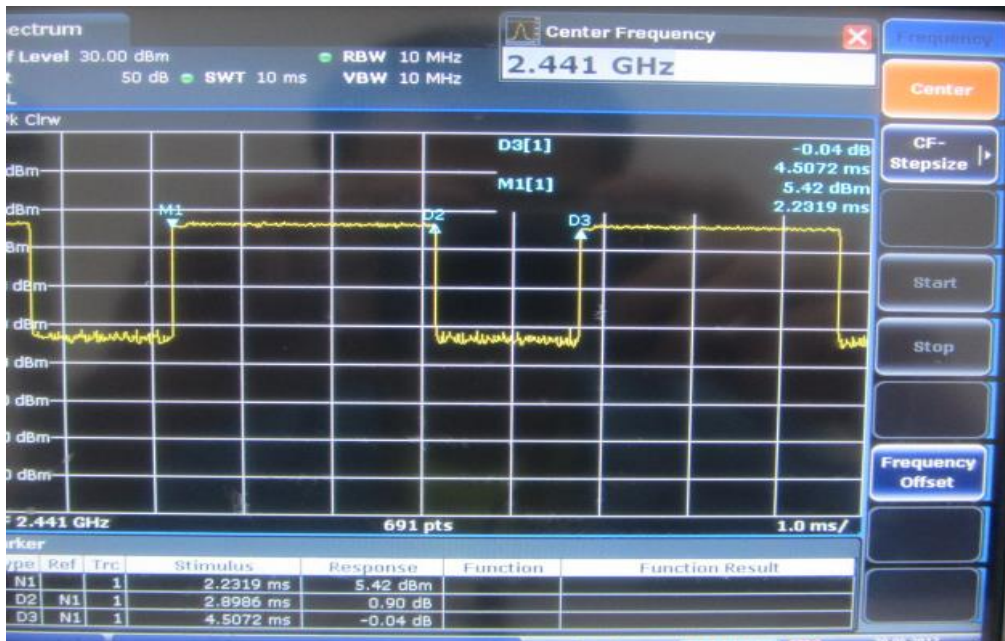 ectrum
Center Frequency
Frequency
f Level 30.00 dBm
RBW 10 MHz
2.441 GHz
t 50 dB SWT 10 ms VBW 10 MHz
Center
L
Pk Clrw
D3[1] -0.04 dB
4.5072 ms
CF-
Stepsize
dBm
M1[1] 5.42 dBm
2.2319 ms
dBm
M1
D2
D3
Bm
dBm
Start
dBm
Stop
dBm
dBm
0 dBm
0 dBm
Frequency
Offset
F 2.441 GHz 691 pts 1.0 ms/
arker
ype Ref Trc Stimulus Response Function Function Result
N1 1 2.2319 ms 5.42 dBm
D2 N1 1 2.8986 ms 0.90 dB
D3 N1 1 4.5072 ms -0.04 dB